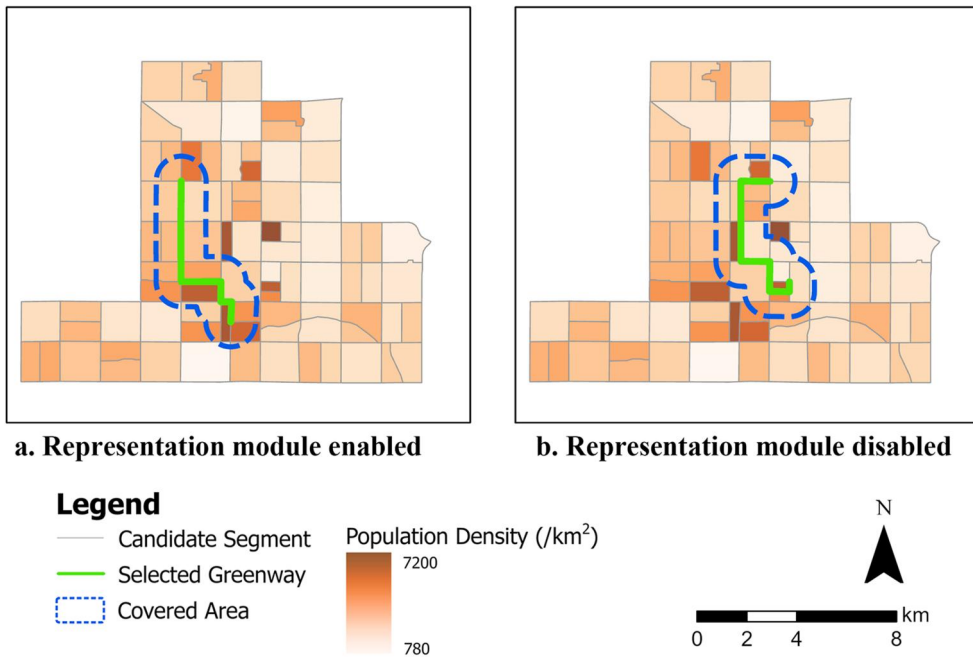 a. Representation module enabled
b. Representation module disabled
Legend
Candidate Segment
Selected Greenway
Covered Area
Population Density (/km²)
7200
780
N
km
0 2 4 8